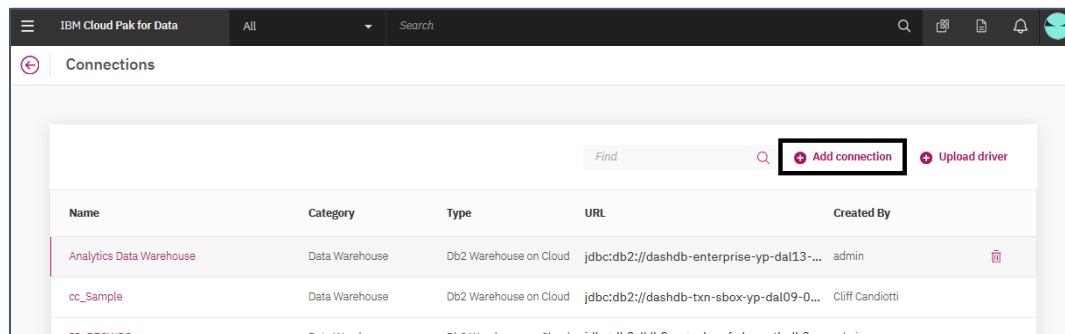 IBM Cloud Pak for Data All Search
Connections
Find Add connection Upload driver
Name Category Type URL Created By
Analytics Data Warehouse Data Warehouse Db2 Warehouse on Cloud jdbc:db2://dashdb-enterprise-yp-dal13-... admin
cc_Sample Data Warehouse Db2 Warehouse on Cloud jdbc:db2://dashdb-txn-sbox-yp-dal09-0... Cliff Candiotti